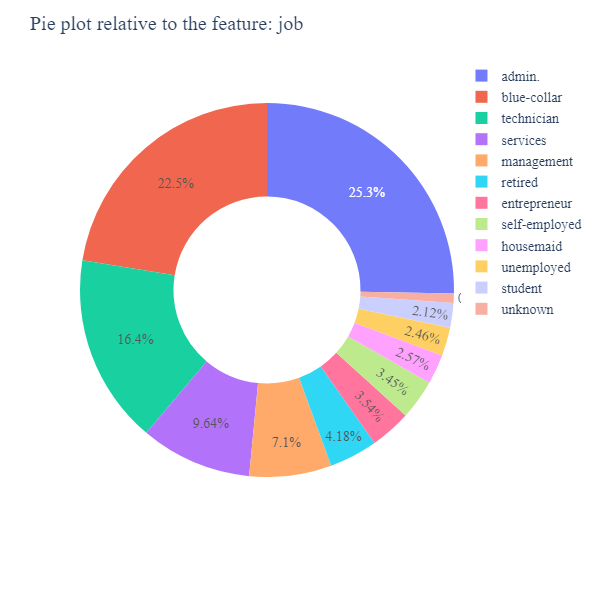 Pie plot relative to the feature: job
admin.
blue-collar
technician
services
management
retired
entrepreneur
self-employed
housemaid
unemployed
student
unknown
25.3%
22.5%
16.4%
9.64%
7.1%
4.18%
3.54%
3.45%
2.57%
2.46%
2.12%